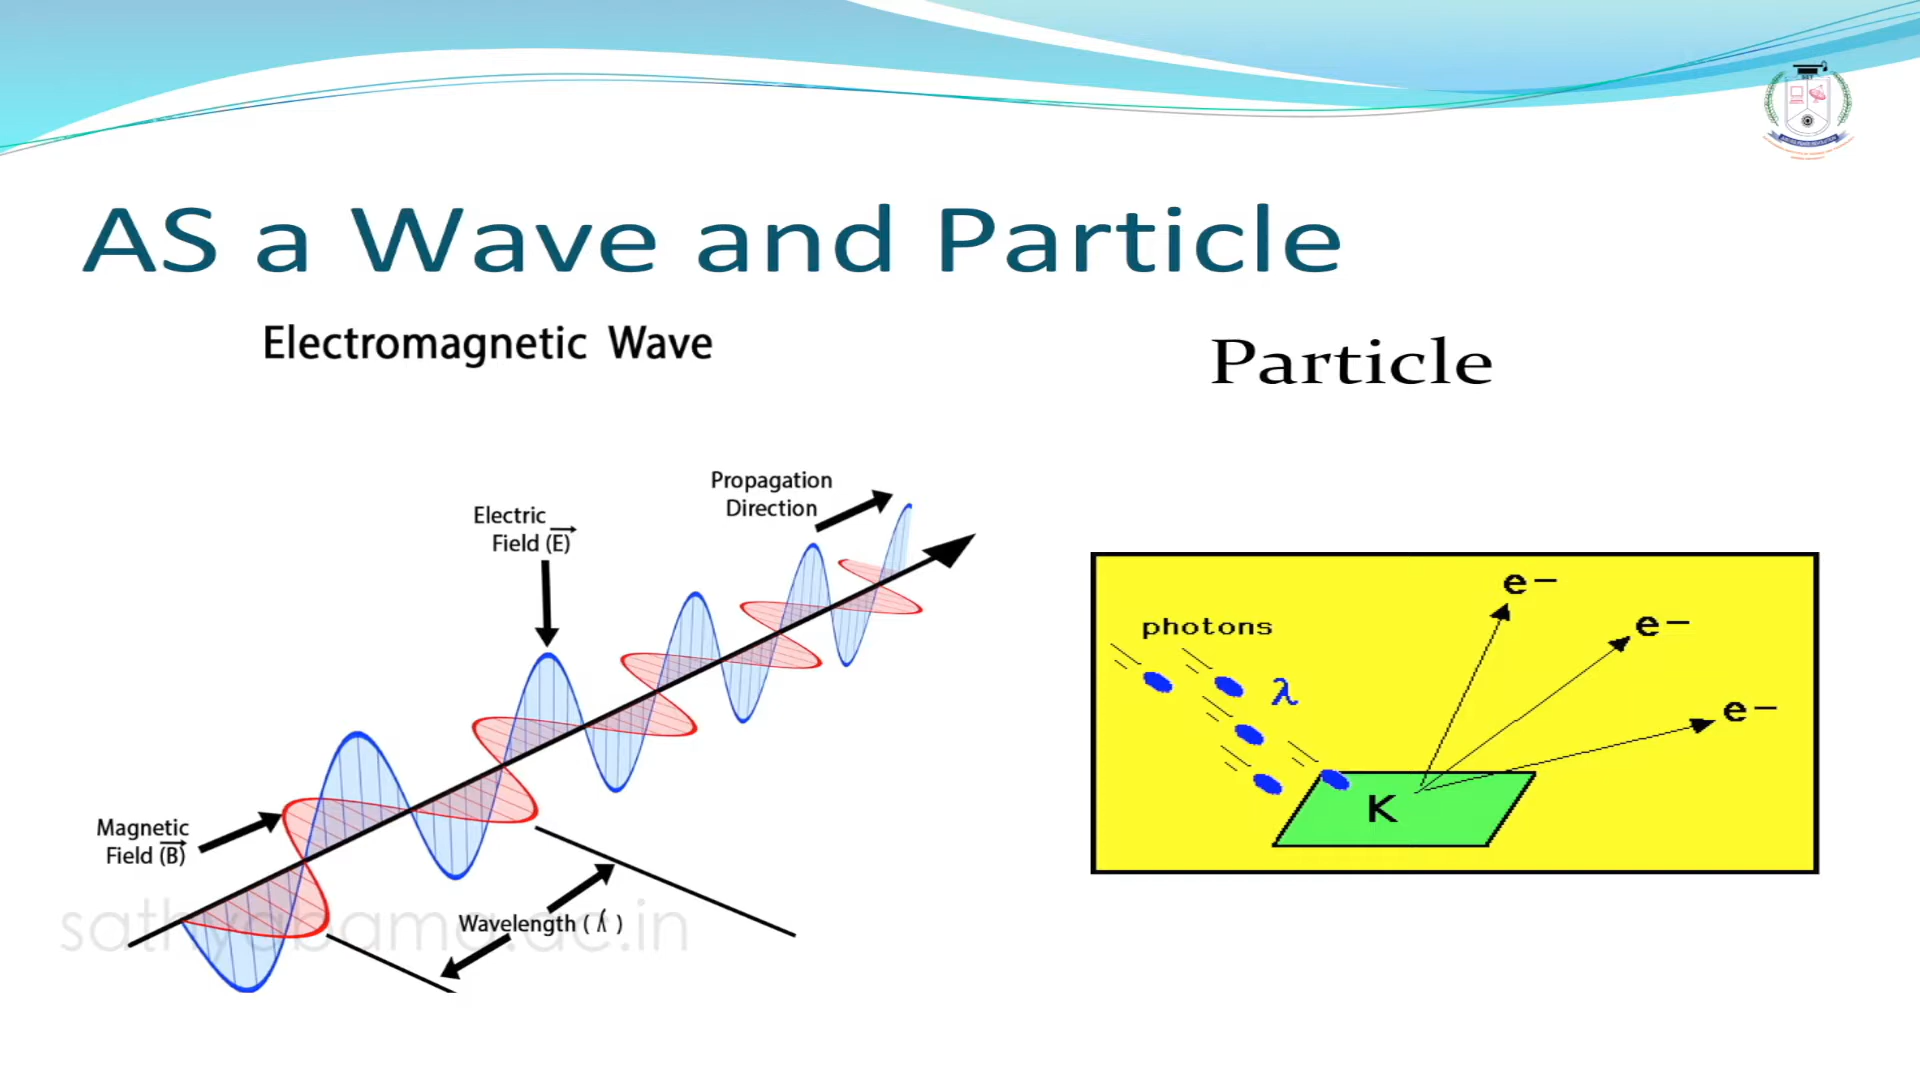 AS a Wave and Particle
Electromagnetic Wave
Particle
Propagation
Direction
Electric
Field (E)
Magnetic
Field (B)
Wavelength (λ)
photons
λ
e−
e−
e−
K
sathyabama.ac.in